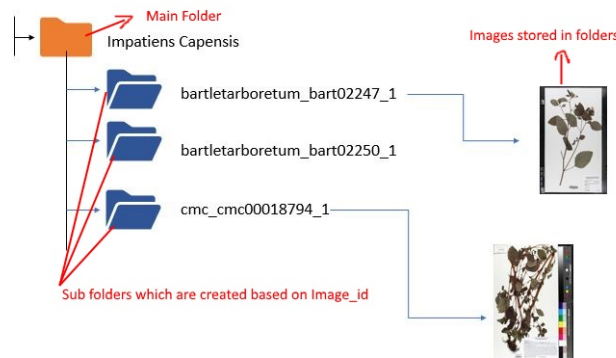 Main Folder
Impatiens Capensis
Images stored in folders
bartletarboretum_bart02247_1
bartletarboretum_bart02250_1
cmc_cmc00018794_1
Sub folders which are created based on Image_id